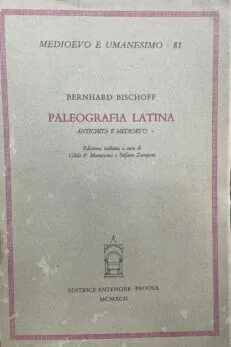 MEDIOEVO E UMANESIMO · 81
BERNHARD BISCHOFF
PALEOGRAFIA LATINA
ANTICHITÀ E MEDIOEVO
Edizione italiana a cura di
Gilda P. Mantovani e Stefano Zamponi
EDITRICE ANTENORE · PADOVA
MCMXCII